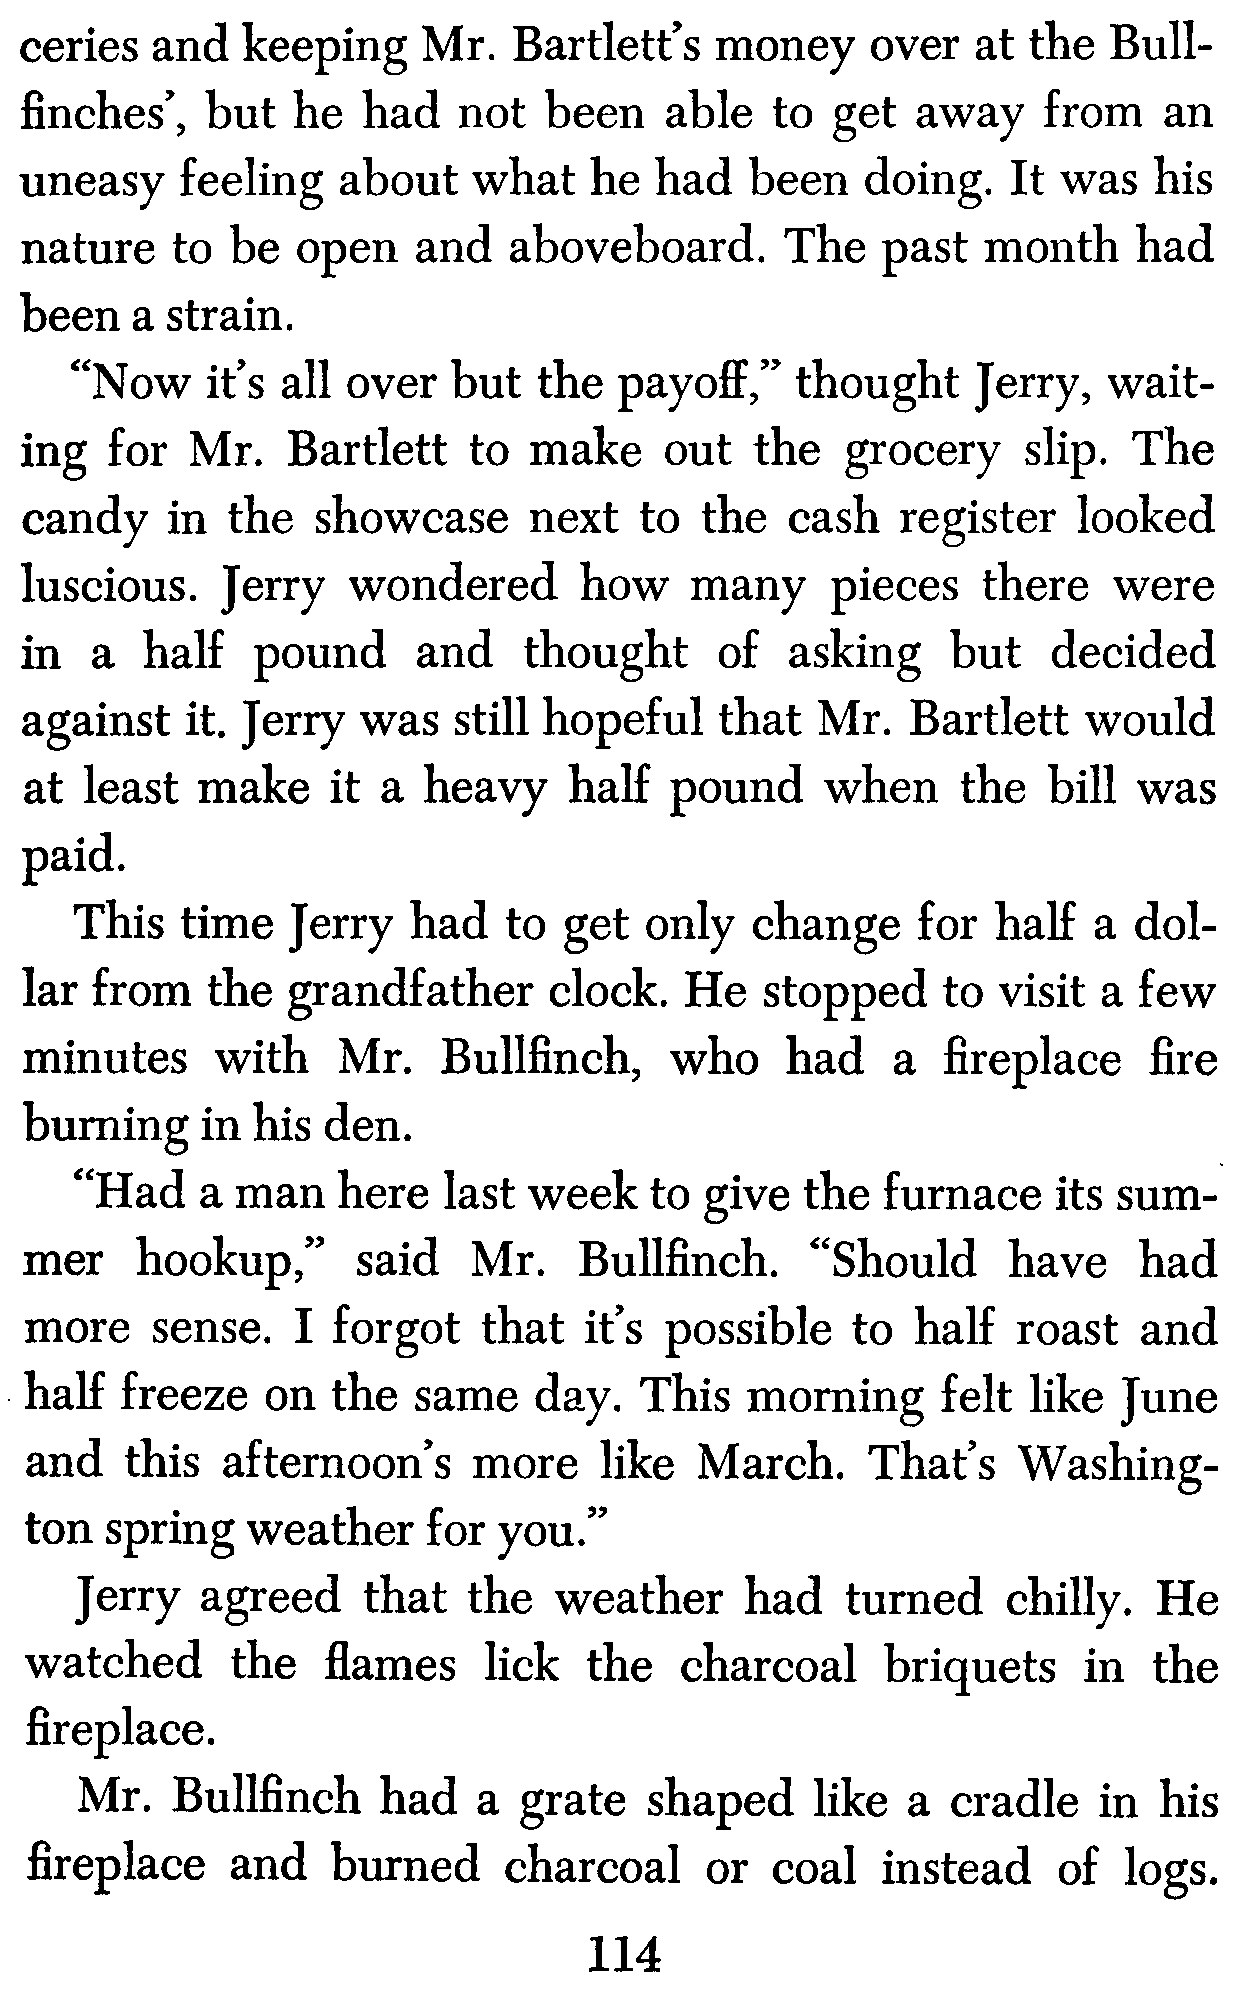 ceries and keeping Mr. Bartlett’s money over at the Bull-
finches’, but he had not been able to get away from an
uneasy feeling about what he had been doing. It was his
nature to be open and aboveboard. The past month had
been a strain.
“Now it’s all over but the payoff,” thought Jerry, wait-
ing for Mr. Bartlett to make out the grocery slip. The
candy in the showcase next to the cash register looked
luscious. Jerry wondered how many pieces there were
in a half pound and thought of asking but decided
against it. Jerry was still hopeful that Mr. Bartlett would
at least make it a heavy half pound when the bill was
paid.
This time Jerry had to get only change for half a dol-
lar from the grandfather clock. He stopped to visit a few
minutes with Mr. Bullfinch, who had a fireplace fire
burning in his den.
“Had a man here last week to give the furnace its sum-
mer hookup,” said Mr. Bullfinch. “Should have had
more sense. I forgot that it’s possible to half roast and
half freeze on the same day. This morning felt like June
and this afternoon’s more like March. That’s Washing-
ton spring weather for you.”
Jerry agreed that the weather had turned chilly. He
watched the flames lick the charcoal briquets in the
fireplace.
Mr. Bullfinch had a grate shaped like a cradle in his
fireplace and burned charcoal or coal instead of logs.
114